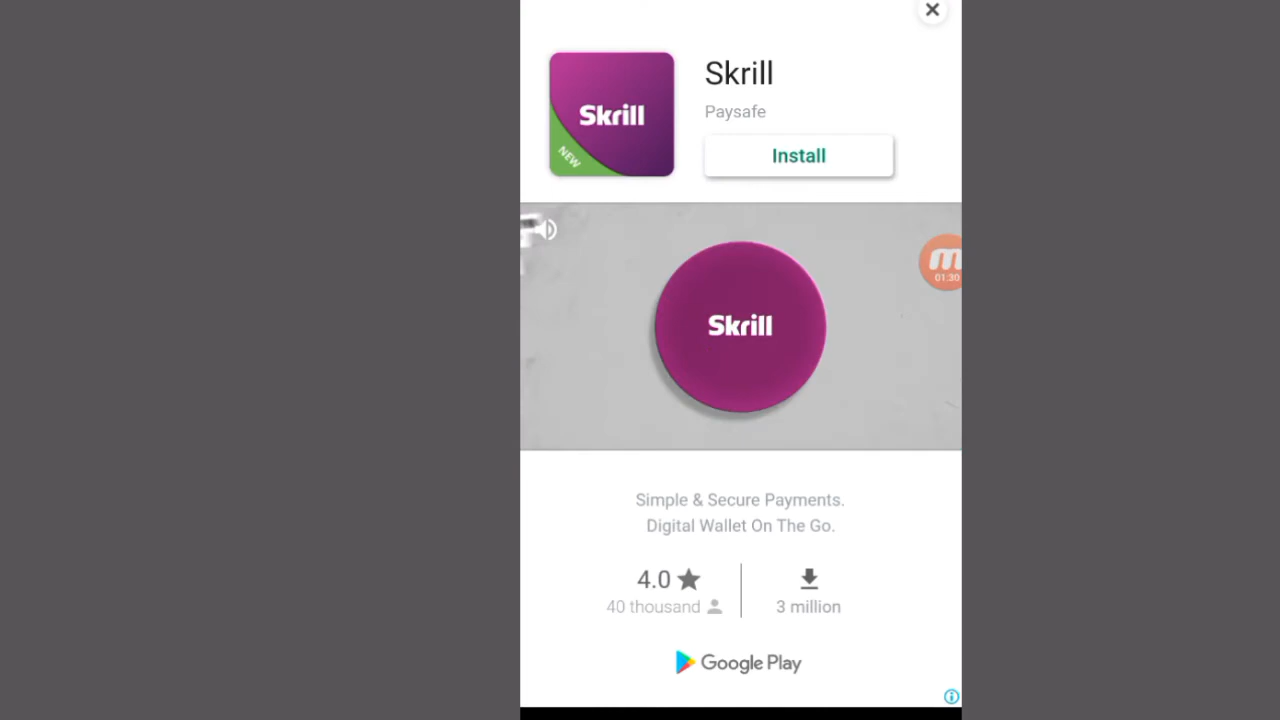 Skrill
Paysafe
Install
Skrill
NEW
Skrill
01:30
Simple & Secure Payments.
Digital Wallet On The Go.
4.0
40 thousand
3 million
Google Play